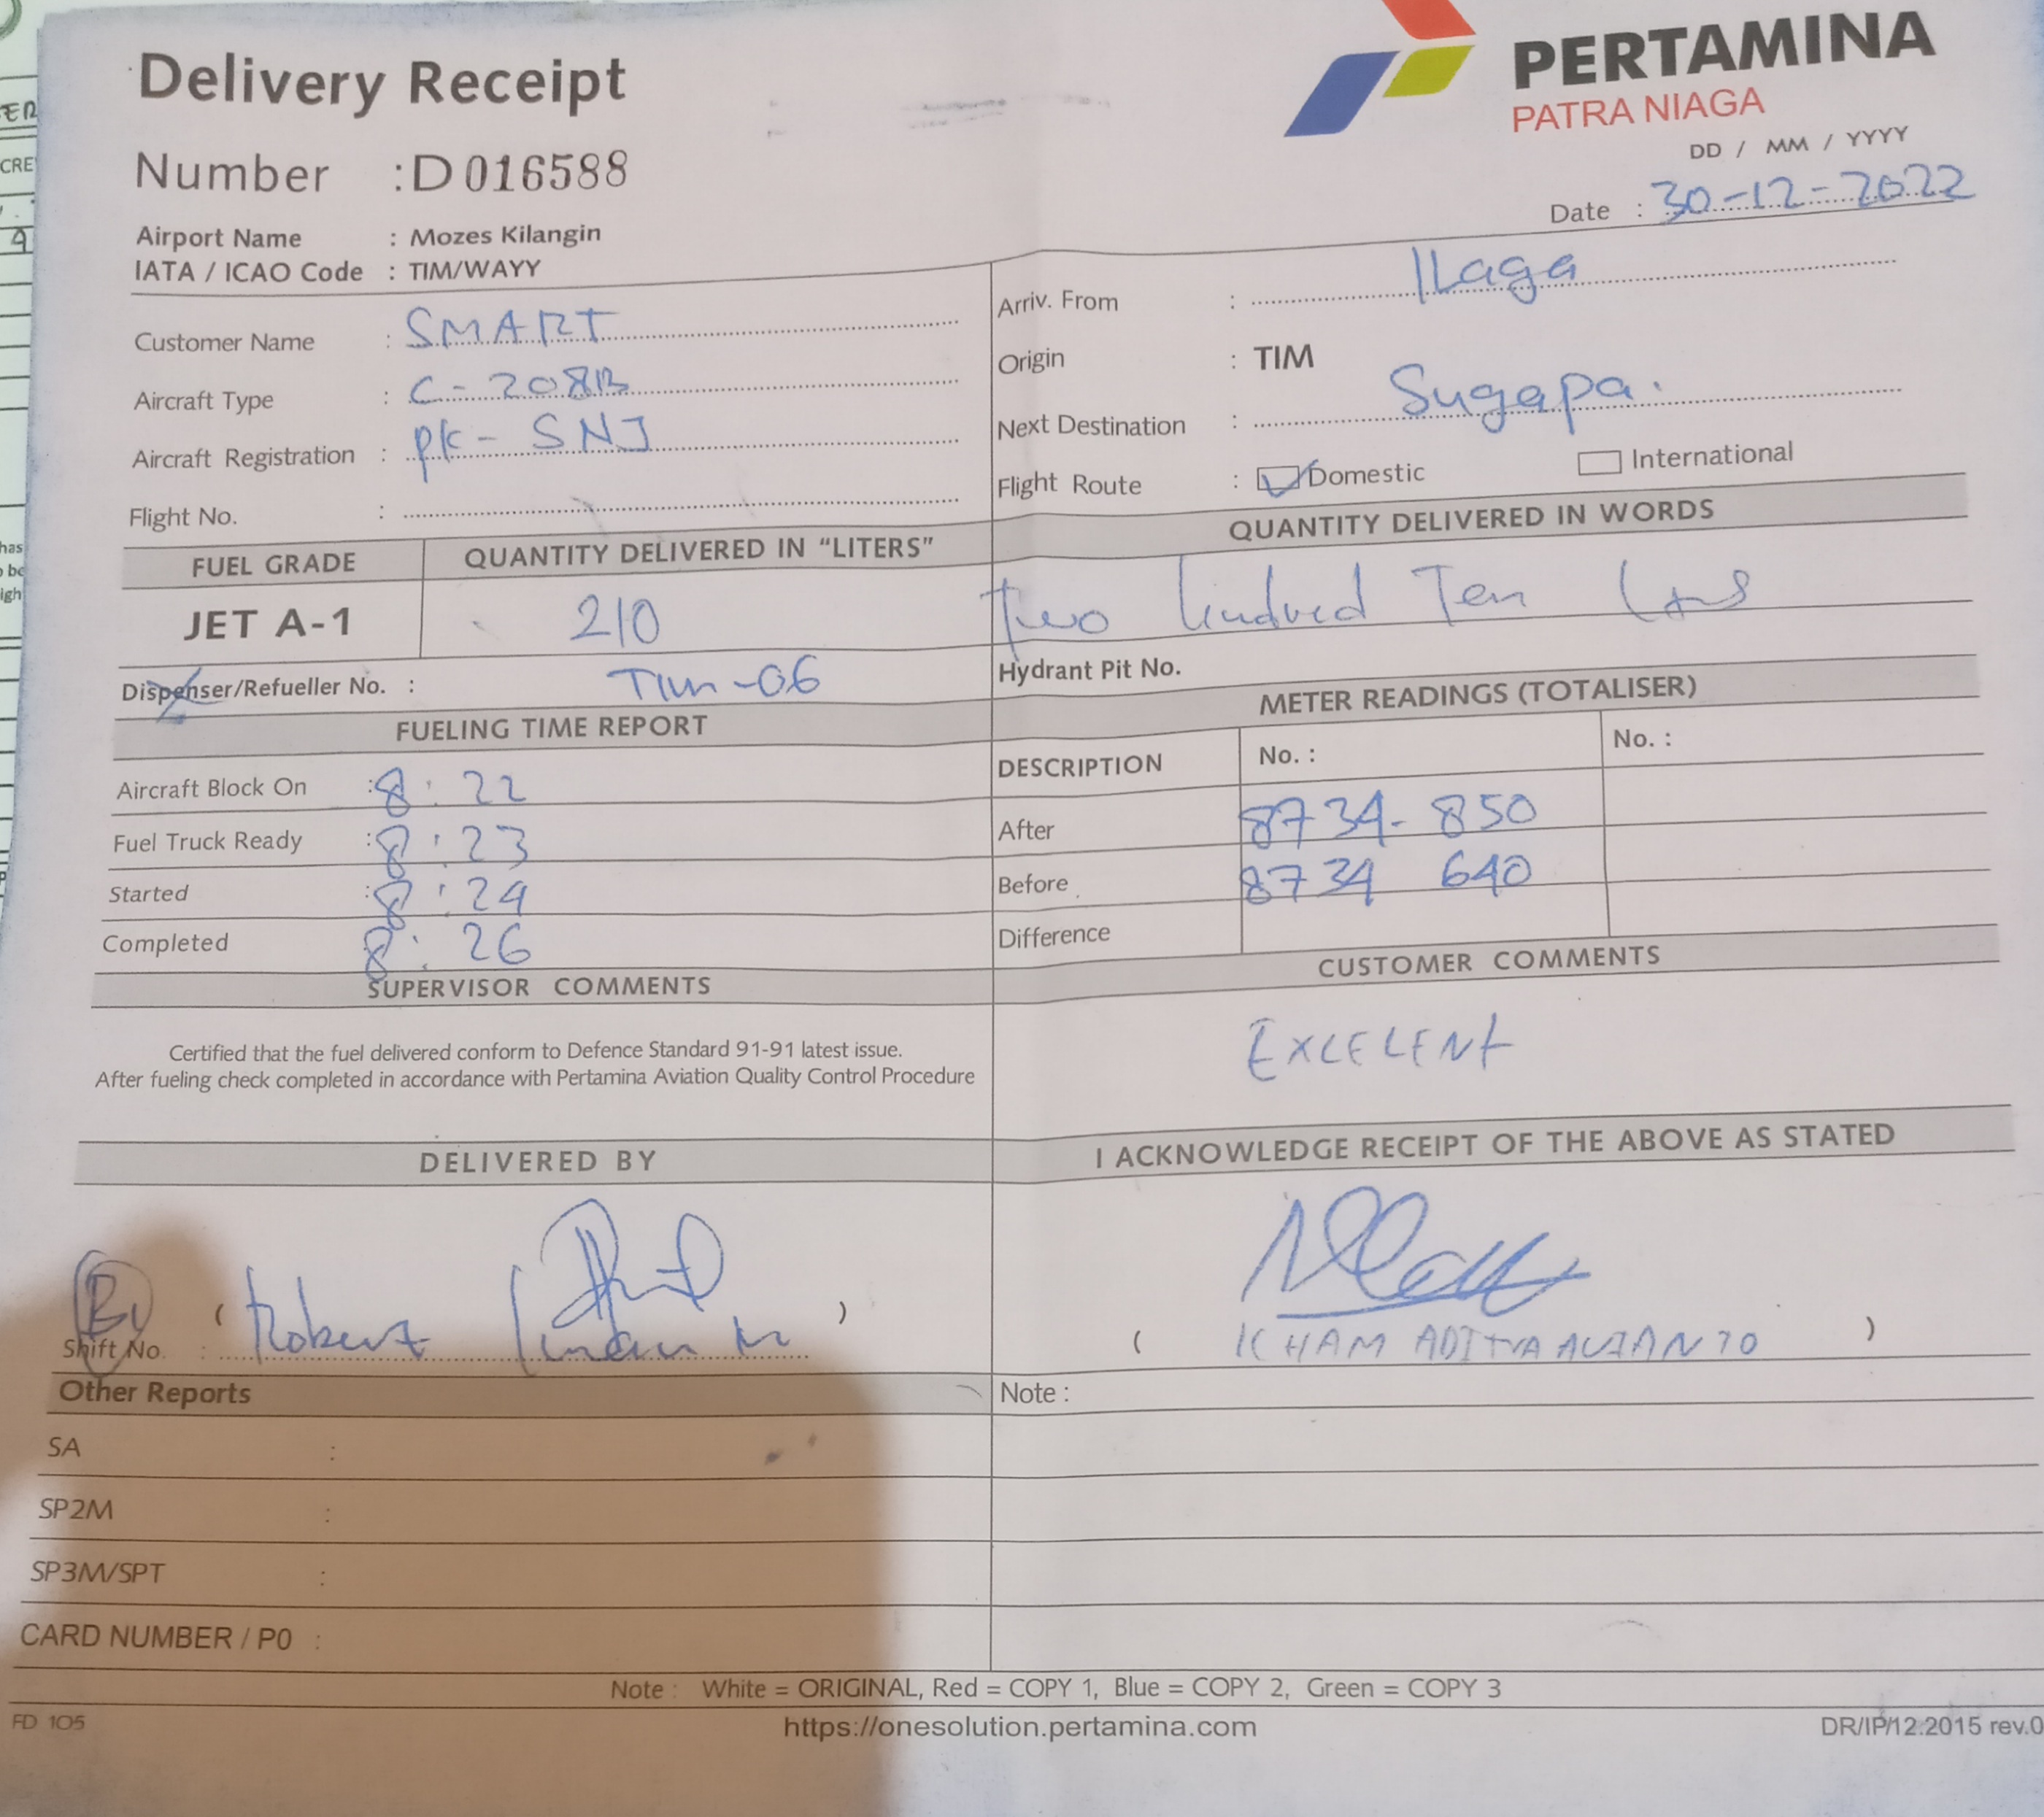 Delivery Receipt
PERTAMINA
PATRA NIAGA
Number : D 016588
DD / MM / YYYY
Date : 30-12-2022
Airport Name : Mozes Kilangin
IATA / ICAO Code : TIM/WAYY
Customer Name : SMART
Aircraft Type : C-208B
Aircraft Registration : PK-SNJ
Flight No. :
Arriv. From : ILaga
Origin : TIM
Next Destination : Sugapa.
Flight Route : Domestic International
FUEL GRADE QUANTITY DELIVERED IN “LITERS” QUANTITY DELIVERED IN WORDS
JET A-1 210 Two Hundred Ten
Dispenser/Refueller No. : TIM-06 Hydrant Pit No.
FUELING TIME REPORT
Aircraft Block On : 8:22
Fuel Truck Ready : 8:23
Started : 8:24
Completed : 8:26
METER READINGS (TOTALISER)
DESCRIPTION No. : No. :
After 8734-850
Before 8734 640
Difference
SUPERVISOR COMMENTS
Certified that the fuel delivered conform to Defence Standard 91-91 latest issue.
After fueling check completed in accordance with Pertamina Aviation Quality Control Procedure
CUSTOMER COMMENTS
EXCELENT
DELIVERED BY
( Robert )
Shift No. :
I ACKNOWLEDGE RECEIPT OF THE ABOVE AS STATED
( ICHAM ADITYA )
Other Reports
SA :
SP2M :
SP3M/SPT :
CARD NUMBER / P0 :
Note :
Note : White = ORIGINAL, Red = COPY 1, Blue = COPY 2, Green = COPY 3
FD 105 https://onesolution.pertamina.com DR/IP/12.2015 rev.0